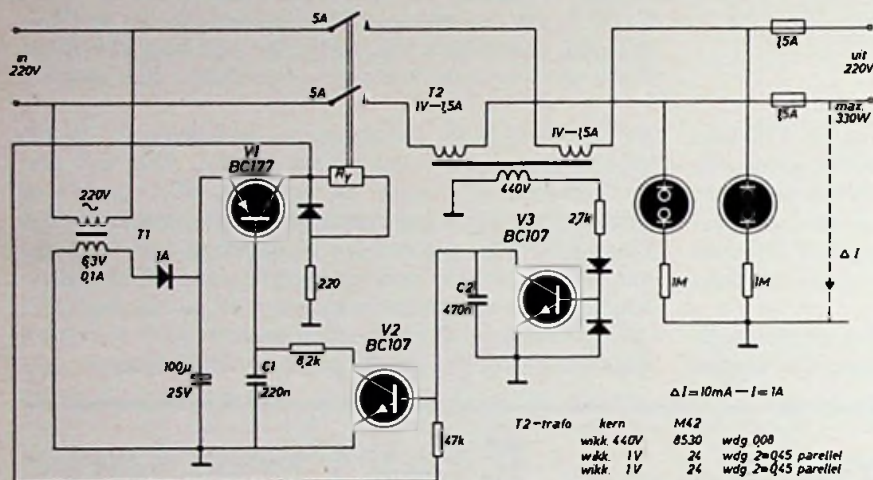 in
220V
5A
5A
T2
1V-1,5A
1V-1,5A
440V
1,5A
1,5A
uit
220V
max.
330W
V1
BC177
Ry
220V
~
T1
6,3V
0,1A
1A
220
V3
BC107
2,7k
C2
470n
1M
1M
Δ I
V2
BC107
8,2k
100µ
25V
C1
220n
47k
Δ I = 10mA - I = 1A
T2-trafo kern M42
wikk. 440V 8530 wdg 0,08
wikk. 1V 24 wdg 2=0,45 parellel
wikk. 1V 24 wdg 2=0,45 parellel